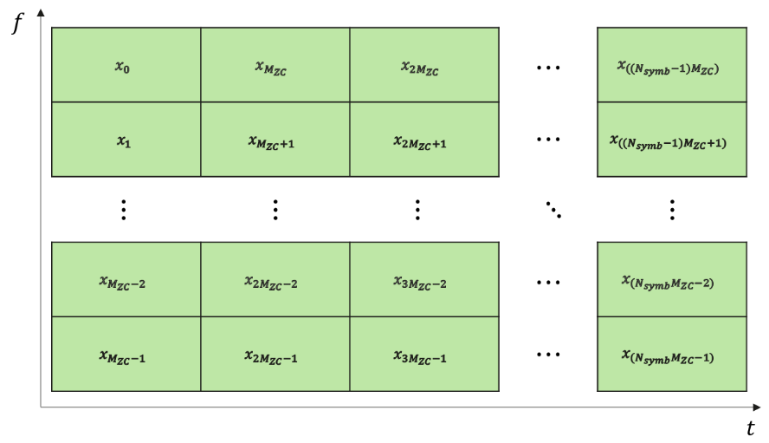 f
x_0 x_{M_{ZC}} x_{2M_{ZC}} ⋯ x_{((N_{symb}−1)M_{ZC})}
x_1 x_{M_{ZC}+1} x_{2M_{ZC}+1} ⋯ x_{((N_{symb}−1)M_{ZC}+1)}
⋮ ⋮ ⋮ ⋱ ⋮
x_{M_{ZC}−2} x_{2M_{ZC}−2} x_{3M_{ZC}−2} ⋯ x_{(N_{symb}M_{ZC}−2)}
x_{M_{ZC}−1} x_{2M_{ZC}−1} x_{3M_{ZC}−1} ⋯ x_{(N_{symb}M_{ZC}−1)}
t